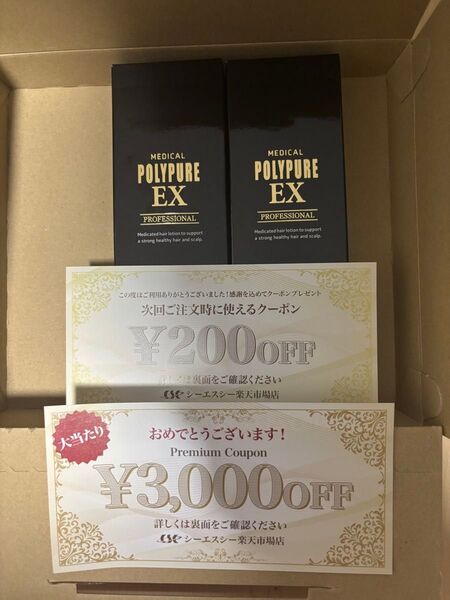 MEDICAL
POLYPURE
EX
PROFESSIONAL
Medicated hair lotion to support
a strong healthy hair and scalp.
MEDICAL
POLYPURE
EX
PROFESSIONAL
Medicated hair lotion to support
a strong healthy hair and scalp.
この度はご利用ありがとうございました!感謝を込めてクーポンプレゼント
次回ご注文時に使えるクーポン
¥200OFF
詳しくは裏面をご確認ください
CSC シーエスシー楽天市場店
大当たり
おめでとうございます!
Premium Coupon
¥3,000OFF
詳しくは裏面をご確認ください
CSC シーエスシー楽天市場店